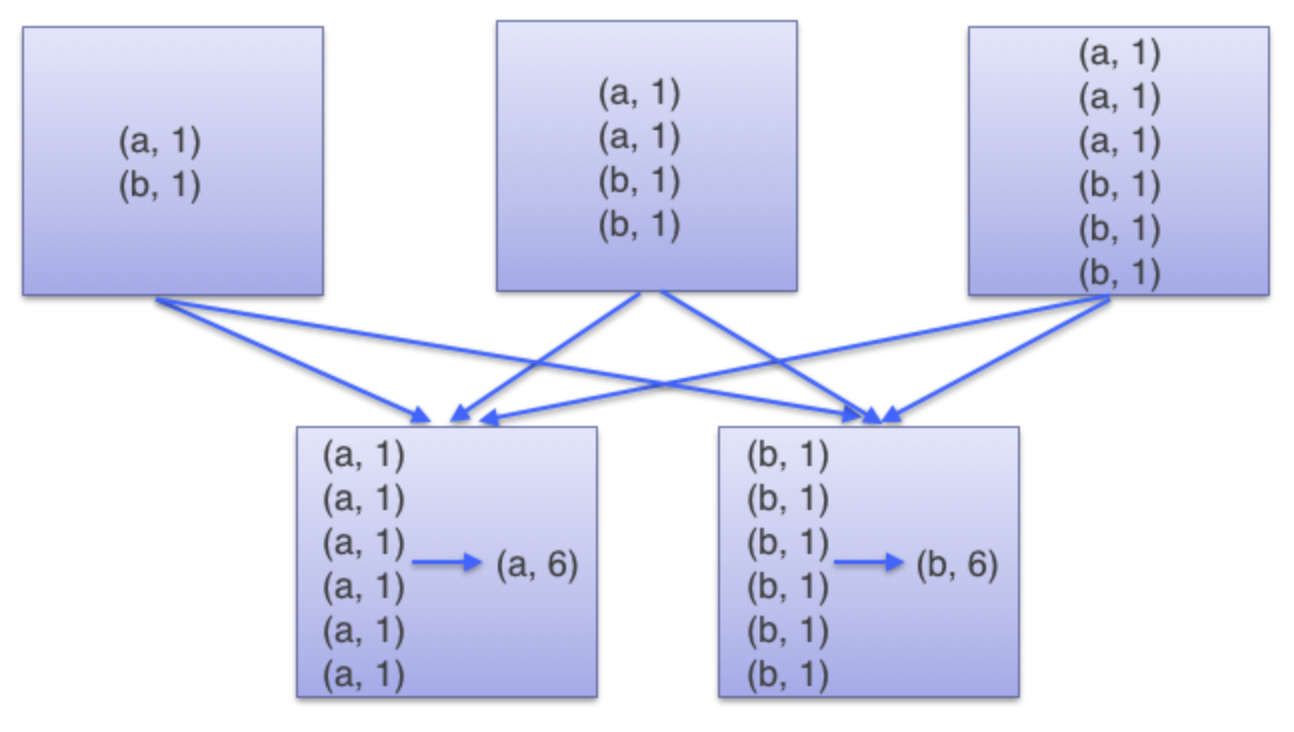 (a, 1)
(b, 1)
(a, 1)
(a, 1)
(b, 1)
(b, 1)
(a, 1)
(a, 1)
(a, 1)
(b, 1)
(b, 1)
(b, 1)
(a, 1)
(a, 1)
(a, 1)
(a, 1)
(a, 1)
(a, 1)
(a, 6)
(b, 1)
(b, 1)
(b, 1)
(b, 1)
(b, 1)
(b, 1)
(b, 6)